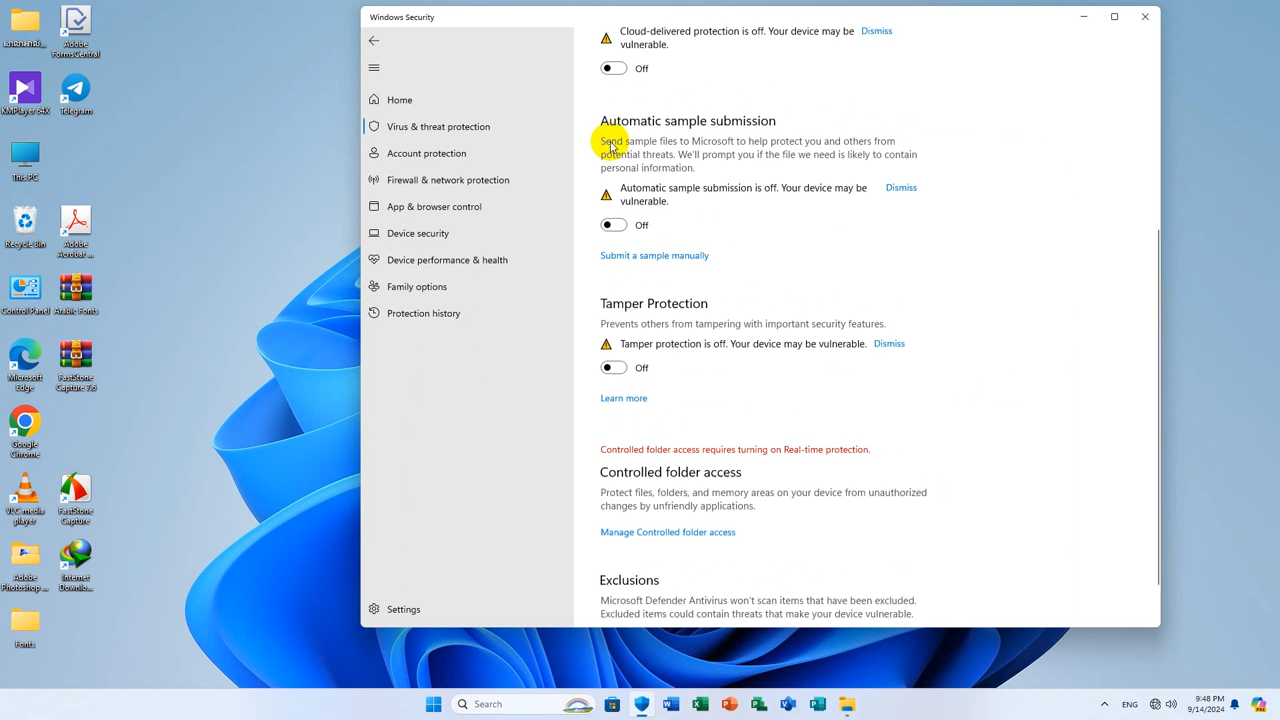 Adobe
FormsCentral
KMPlayer 64X
Telegram
This PC
Recycle Bin
Adobe
Acrobat ...
Control Panel
Arabic Fonts
Microsoft
Edge
FastStone
Capture 7.6
Google
Chrome
VLC media
player
FastStone
Capture
Adobe
Photoshop ...
Internet
Downlo...
Fonts
Windows Security
Home
Virus & threat protection
Account protection
Firewall & network protection
App & browser control
Device security
Device performance & health
Family options
Protection history
Settings
Cloud-delivered protection is off. Your device may be
vulnerable.
Dismiss
Off
Automatic sample submission
Send sample files to Microsoft to help protect you and others from
potential threats. We'll prompt you if the file we need is likely to contain
personal information.
Automatic sample submission is off. Your device may be
vulnerable.
Dismiss
Off
Submit a sample manually
Tamper Protection
Prevents others from tampering with important security features.
Tamper protection is off. Your device may be vulnerable.
Dismiss
Off
Learn more
Controlled folder access requires turning on Real-time protection.
Controlled folder access
Protect files, folders, and memory areas on your device from unauthorized
changes by unfriendly applications.
Manage Controlled folder access
Exclusions
Microsoft Defender Antivirus won't scan items that have been excluded.
Excluded items could contain threats that make your device vulnerable.
Search
ENG
9:48 PM
9/14/2024